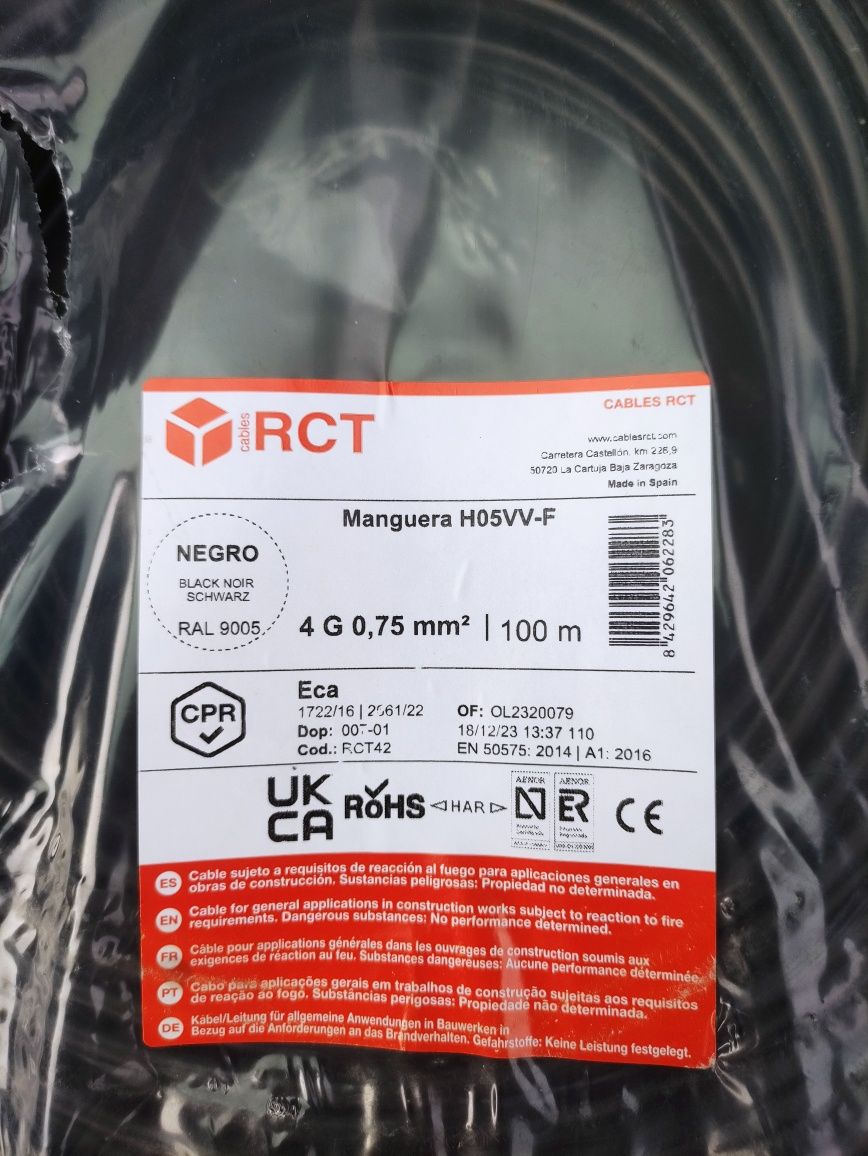 cables RCT
CABLES RCT
www.cablesrct.com
Carretera Castellón, km 226,9
50720 La Cartuja Baja Zaragoza
Made in Spain
Manguera H05VV-F
NEGRO
BLACK NOIR
SCHWARZ
RAL 9005
4 G 0,75 mm² | 100 m
8 429642 062283
CPR
Eca
1722/16 | 2061/22
Dop: 007-01
Cod.: RCT42
OF: OL2320079
18/12/23 13:37 110
EN 50575: 2014 | A1: 2016
UK
CA
RoHS
◁HAR▷
AENOR
N
AENOR
ER
CE
ES Cable sujeto a requisitos de reacción al fuego para aplicaciones generales en
obras de construcción. Sustancias peligrosas: Propiedad no determinada.
EN Cable for general applications in construction works subject to reaction to fire
requirements. Dangerous substances: No performance determined.
FR Câble pour applications générales dans les ouvrages de construction soumis aux
exigences de réaction au feu. Substances dangereuses: Aucune performance déterminée.
PT Cabo para aplicações gerais em trabalhos de construção sujeitas aos requisitos
de reação ao fogo. Substâncias perigosas: Propiedade não determinada.
DE Kabel/Leitung für allgemeine Anwendungen in Bauwerken in
Bezug auf die Anforderungen an das Brandverhalten. Gefahrstoffe: Keine Leistung festgelegt.